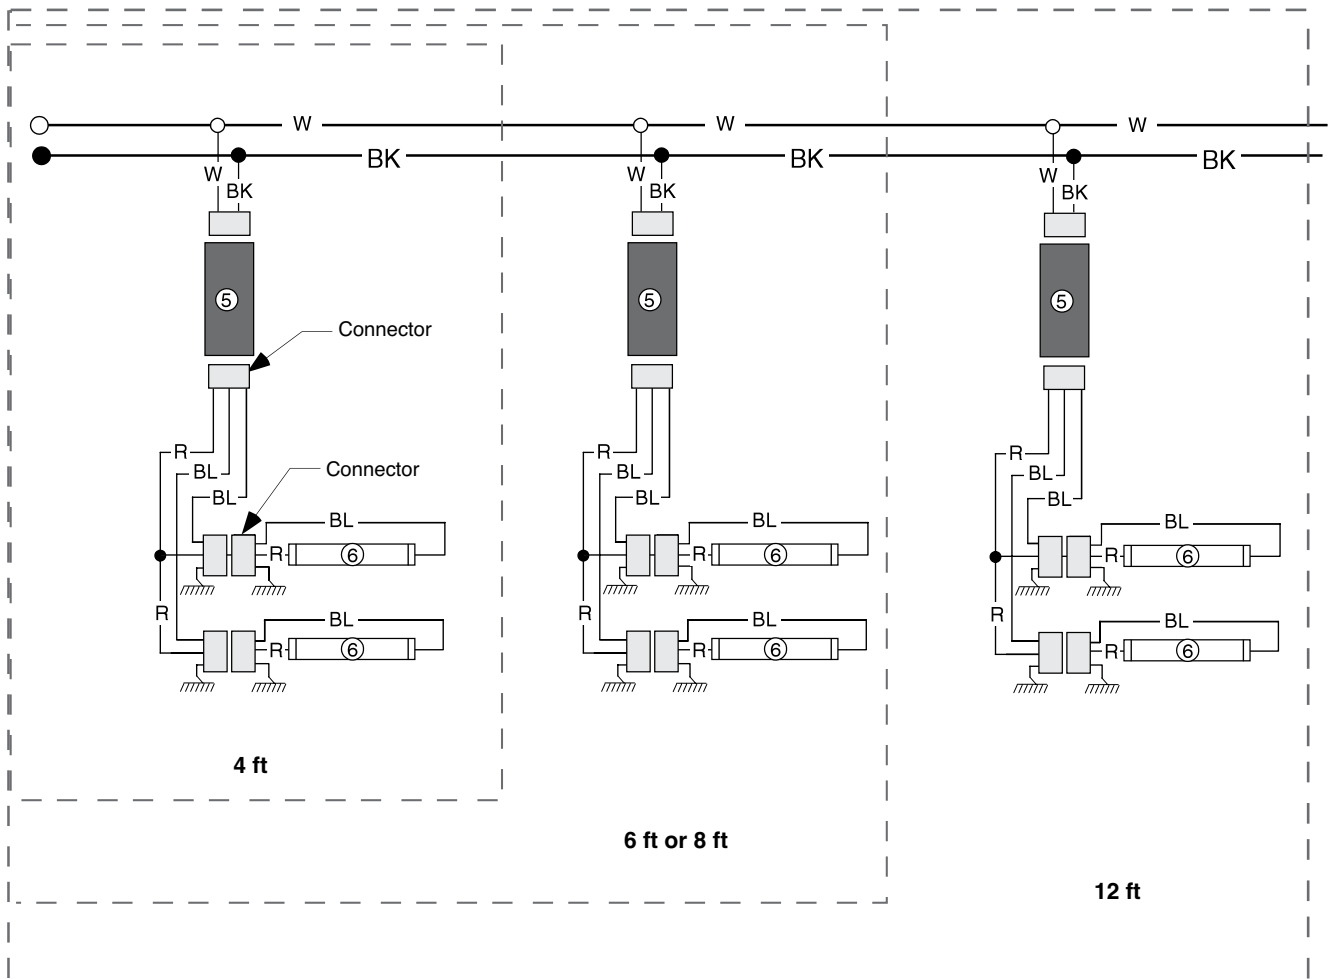 W W W
BK BK BK
W W W
BK BK BK
5 5 5
Connector
R R R
BL BL BL
Connector
BL BL BL
BL BL BL
R 6 R 6 R 6
R R R
BL BL BL
R 6 R 6 R 6
4 ft
6 ft or 8 ft
12 ft